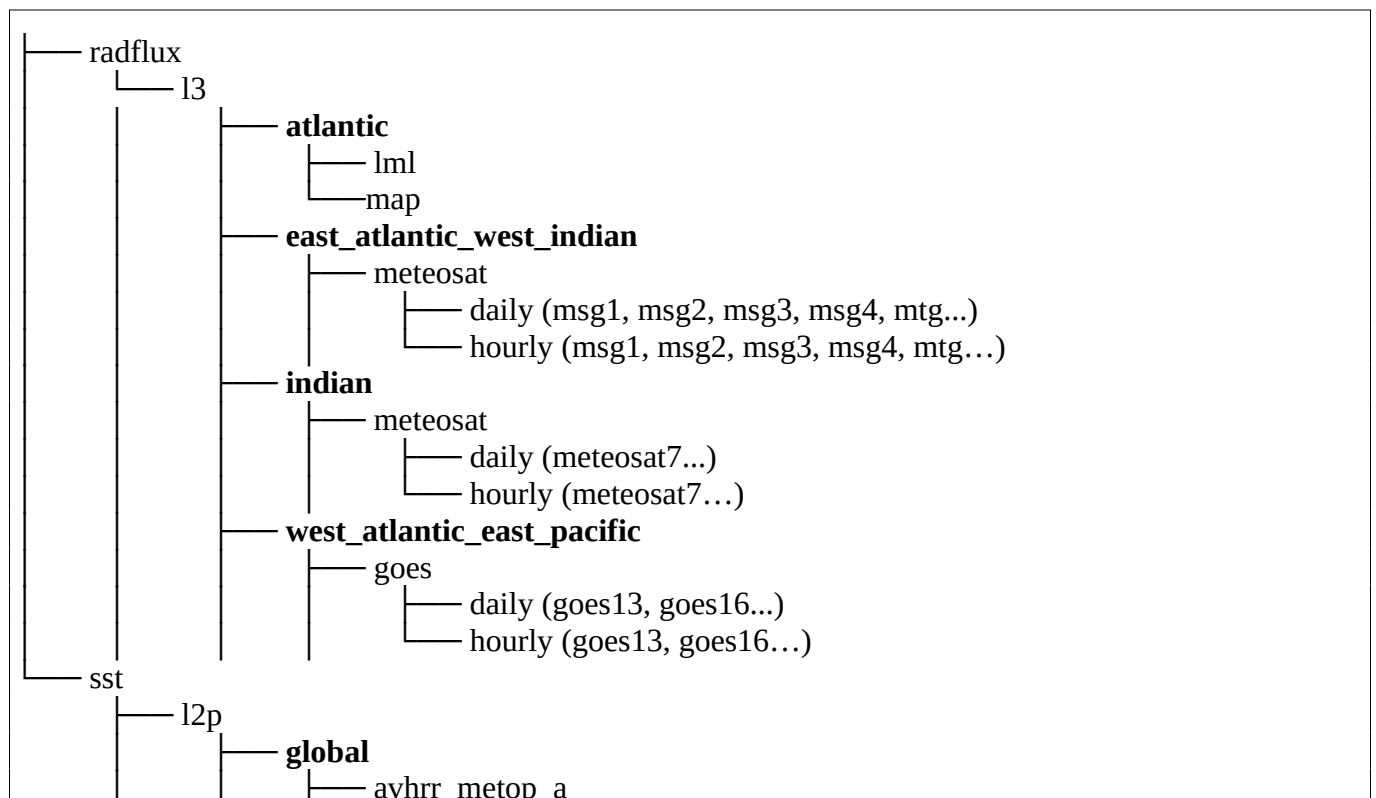 radflux
l3
atlantic
lml
map
east_atlantic_west_indian
meteosat
daily (msg1, msg2, msg3, msg4, mtg...)
hourly (msg1, msg2, msg3, msg4, mtg…)
indian
meteosat
daily (meteosat7...)
hourly (meteosat7…)
west_atlantic_east_pacific
goes
daily (goes13, goes16...)
hourly (goes13, goes16…)
sst
l2p
global
avhrr_metop_a